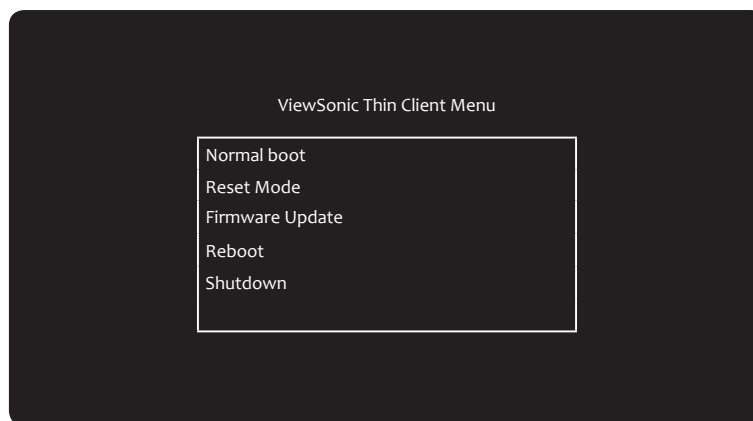 ViewSonic Thin Client Menu
Normal boot
Reset Mode
Firmware Update
Reboot
Shutdown